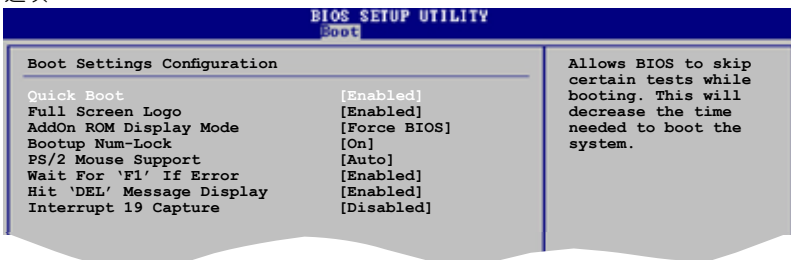 BIOS SETUP UTILITY
Boot
Boot Settings Configuration
Quick Boot [Enabled]
Full Screen Logo [Enabled]
AddOn ROM Display Mode [Force BIOS]
Bootup Num-Lock [On]
PS/2 Mouse Support [Auto]
Wait For ‘F1’ If Error [Enabled]
Hit ‘DEL’ Message Display [Enabled]
Interrupt 19 Capture [Disabled]
Allows BIOS to skip
certain tests while
booting. This will
decrease the time
needed to boot the
system.